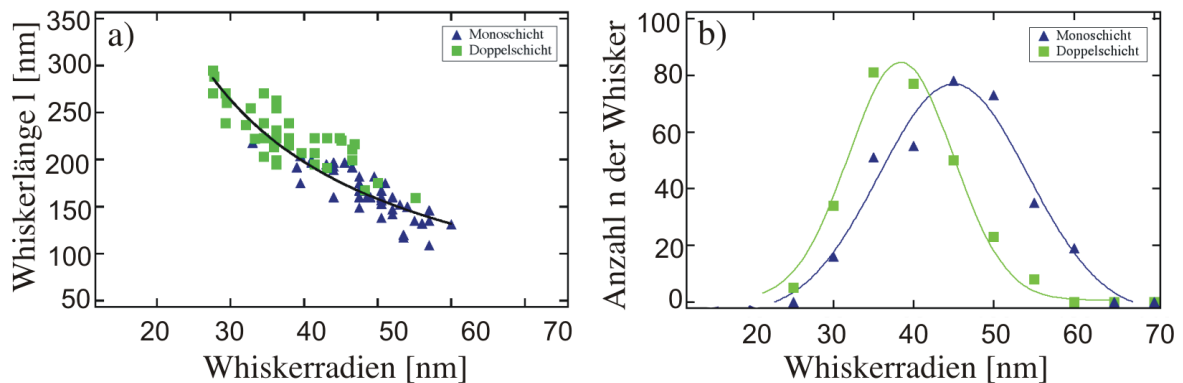 a)
Monoschicht
Doppelschicht
Whiskerlänge l [nm]
350
300
250
200
150
100
50
20 30 40 50 60 70
Whiskerradien [nm]
b)
Monoschicht
Doppelschicht
Anzahl n der Whisker
100
80
60
40
20
0
20 30 40 50 60 70
Whiskerradien [nm]